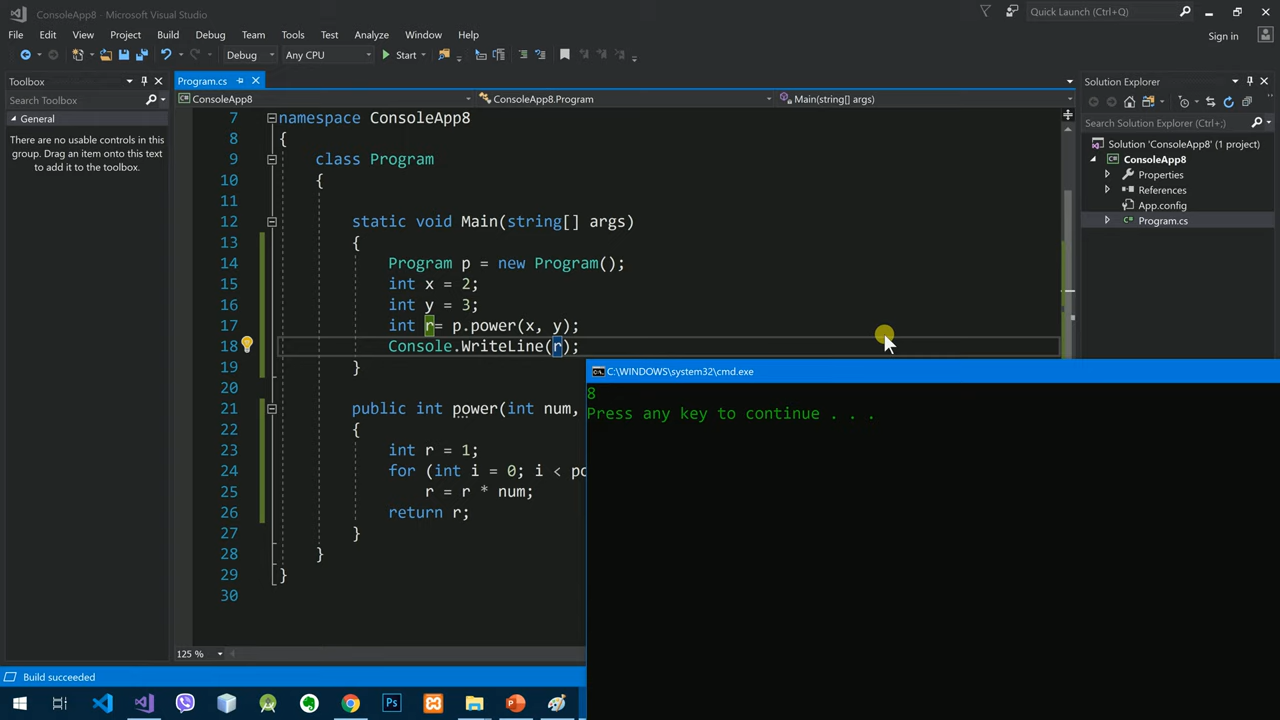 ConsoleApp8 - Microsoft Visual Studio
Quick Launch (Ctrl+Q)
File Edit View Project Build Debug Team Tools Test Analyze Window Help
Sign in
Debug Any CPU Start
Toolbox
Program.cs
Solution Explorer
Search Toolbox
ConsoleApp8 ConsoleApp8.Program Main(string[] args)
General
Search Solution Explorer (Ctrl+;)
There are no usable controls in this
group. Drag an item onto this text
to add it to the toolbox.
Solution 'ConsoleApp8' (1 project)
ConsoleApp8
Properties
References
App.config
Program.cs
7 namespace ConsoleApp8
8 {
9 class Program
10 {
11
12 static void Main(string[] args)
13 {
14 Program p = new Program();
15 int x = 2;
16 int y = 3;
17 int r= p.power(x, y);
18 Console.WriteLine(r);
19 }
20
21 public int power(int num,
22 {
23 int r = 1;
24 for (int i = 0; i < po
25 r = r * num;
26 return r;
27 }
28 }
29 }
30
C:\WINDOWS\system32\cmd.exe
8
Press any key to continue . . .
125 %
Build succeeded
Ps